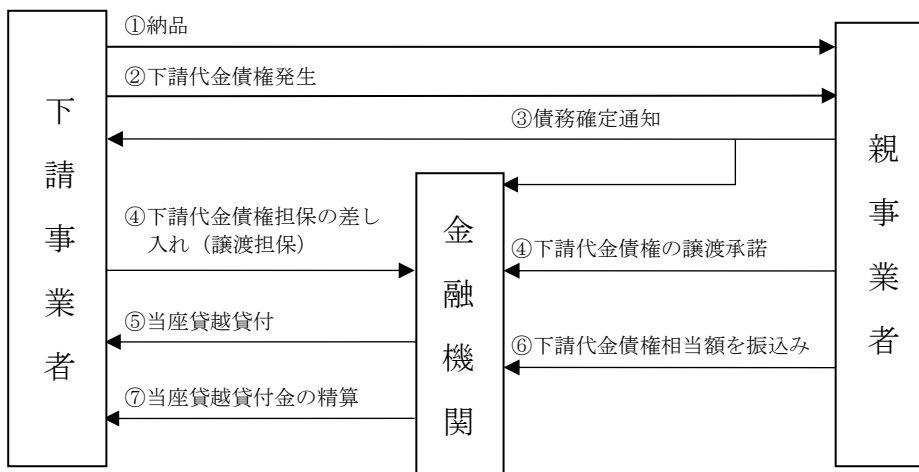 ①納品
②下請代金債権発生
③債務確定通知
下請事業者
親事業者
金融機関
④下請代金債権担保の差し
入れ（譲渡担保）
④下請代金債権の譲渡承諾
⑤当座貸越貸付
⑥下請代金債権相当額を振込み
⑦当座貸越貸付金の精算